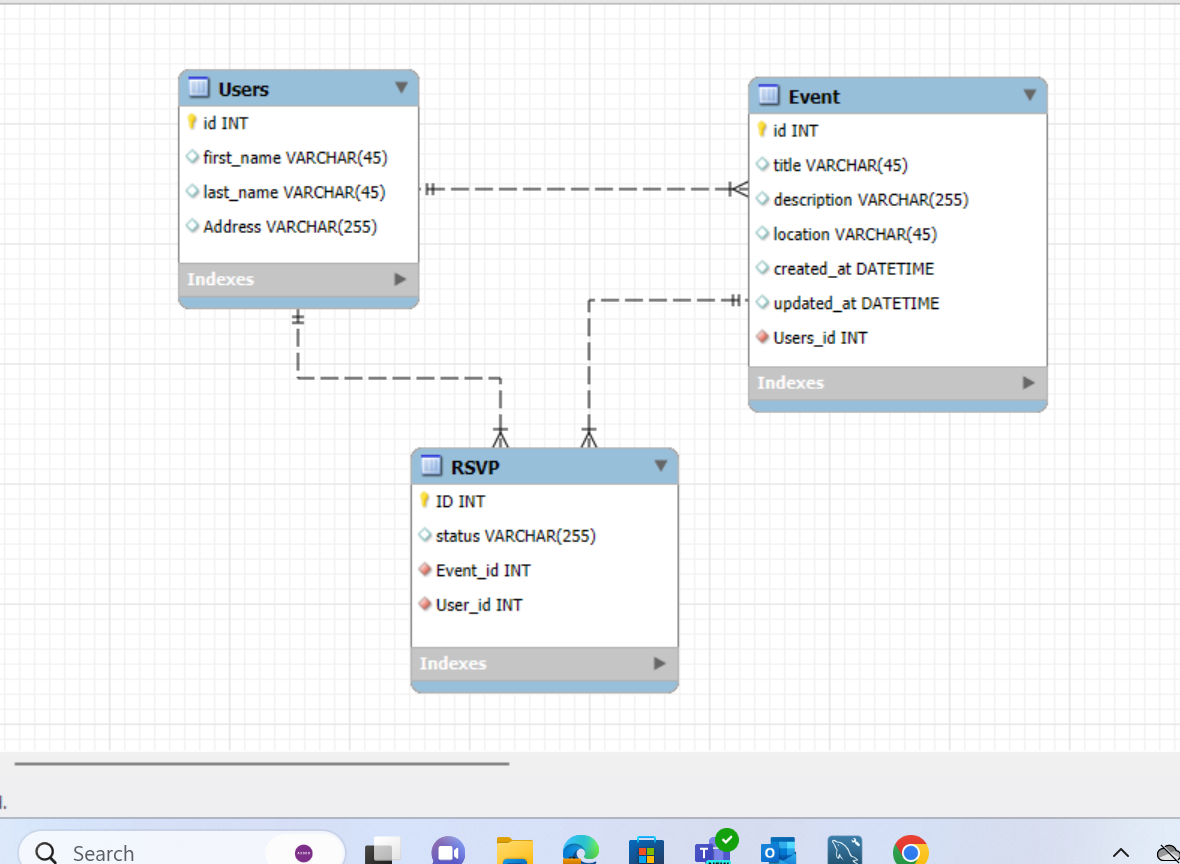 Users
id INT
first_name VARCHAR(45)
last_name VARCHAR(45)
Address VARCHAR(255)
Indexes
Event
id INT
title VARCHAR(45)
description VARCHAR(255)
location VARCHAR(45)
created_at DATETIME
updated_at DATETIME
Users_id INT
Indexes
RSVP
ID INT
status VARCHAR(255)
Event_id INT
User_id INT
Indexes
Search